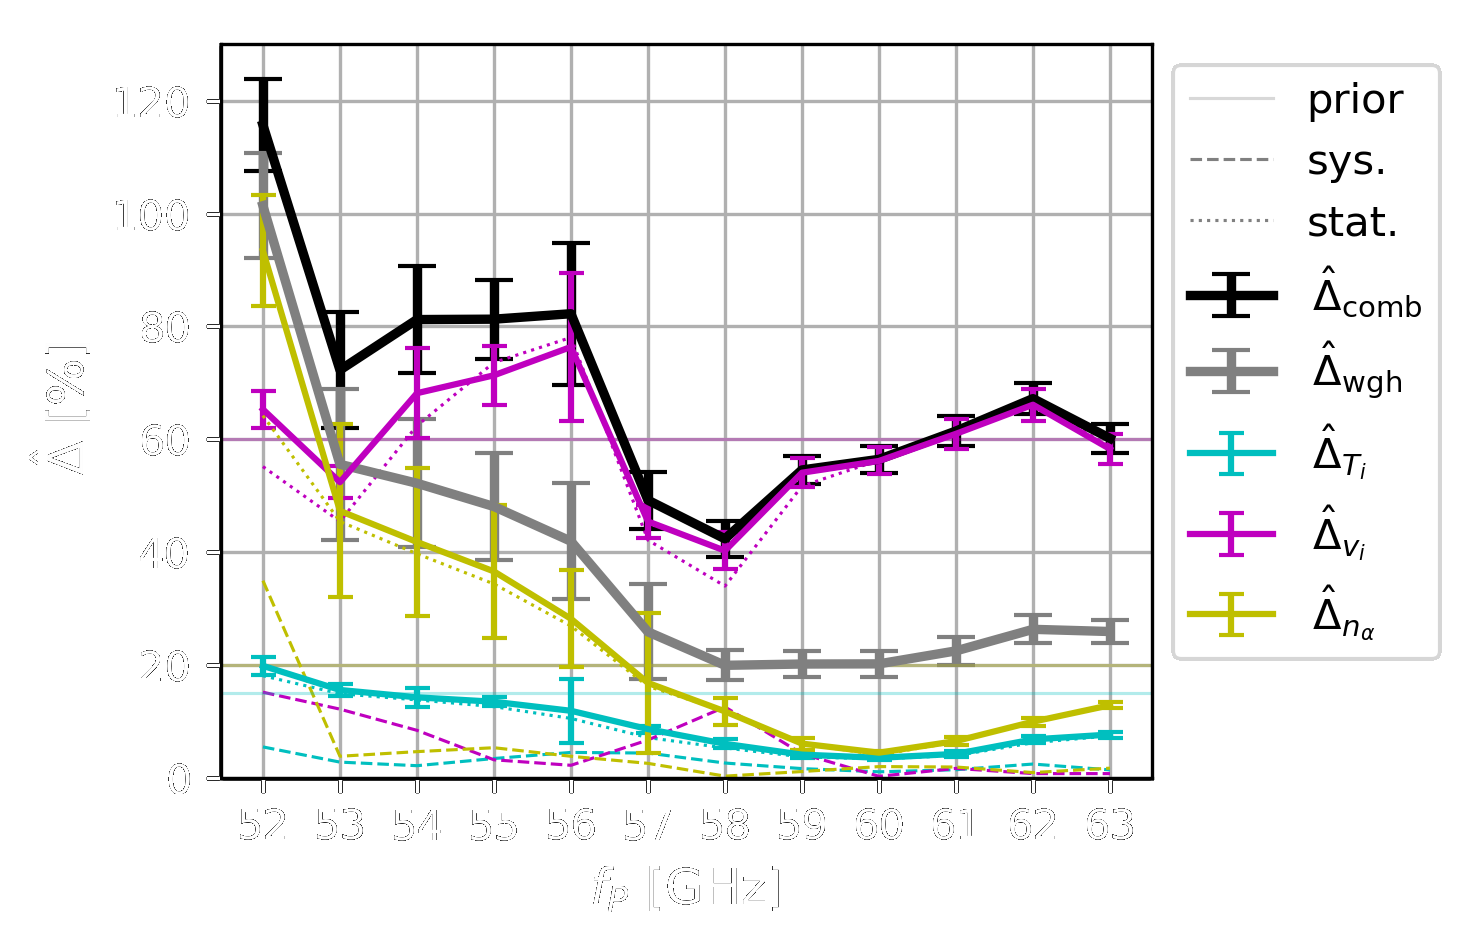 120
100
80
60
40
20
0
Δ̂ [%]
52 53 54 55 56 57 58 59 60 61 62 63
f_p [GHz]
prior
sys.
stat.
Δ̂_comb
Δ̂_wgh
Δ̂_{T_i}
Δ̂_{v_i}
Δ̂_{n_α}